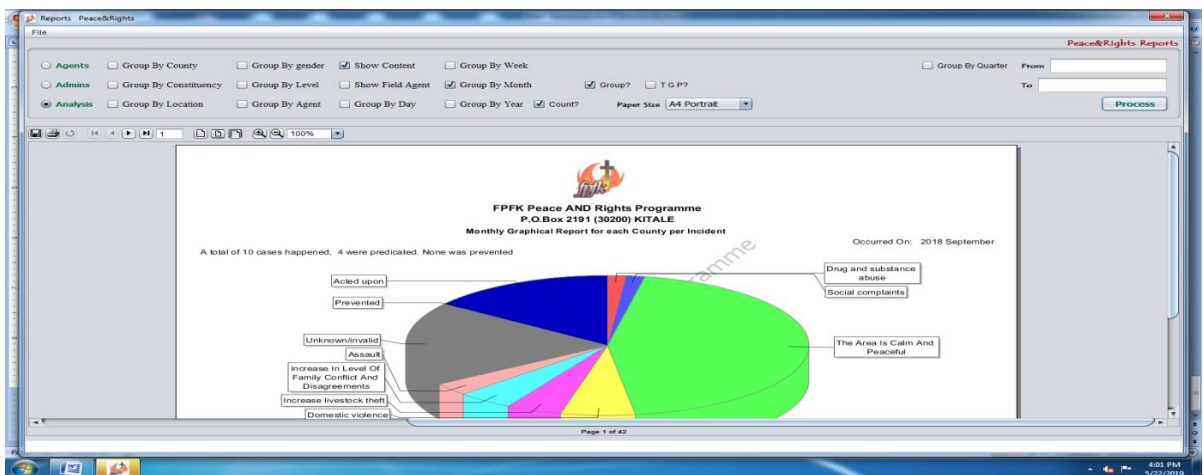 Reports Peace&Rights
File
Peace&Rights Reports
Agents Group By County Group By gender Show Content Group By Week Group By Quarter From
Admins Group By Constituency Group By Level Show Field Agent Group By Month Group? T G P? To
Analysis Group By Location Group By Agent Group By Day Group By Year Count? Paper Size A4 Portrait Process
1 100%
FPFK Peace AND Rights Programme
P.O.Box 2191 (30200) KITALE
Monthly Graphical Report for each County per Incident
Occurred On: 2018 September
A total of 10 cases happened, 4 were predicated. None was prevented
ramme
Drug and substance
abuse
Acted upon
Social complaints
Prevented
Unknown/invalid
The Area Is Calm And
Peaceful
Assault
Increase In Level Of
Family Conflict And
Disagreements
Increase livestock theft
Domestic violence
Page 1 of 42
4:01 PM
5/22/2019